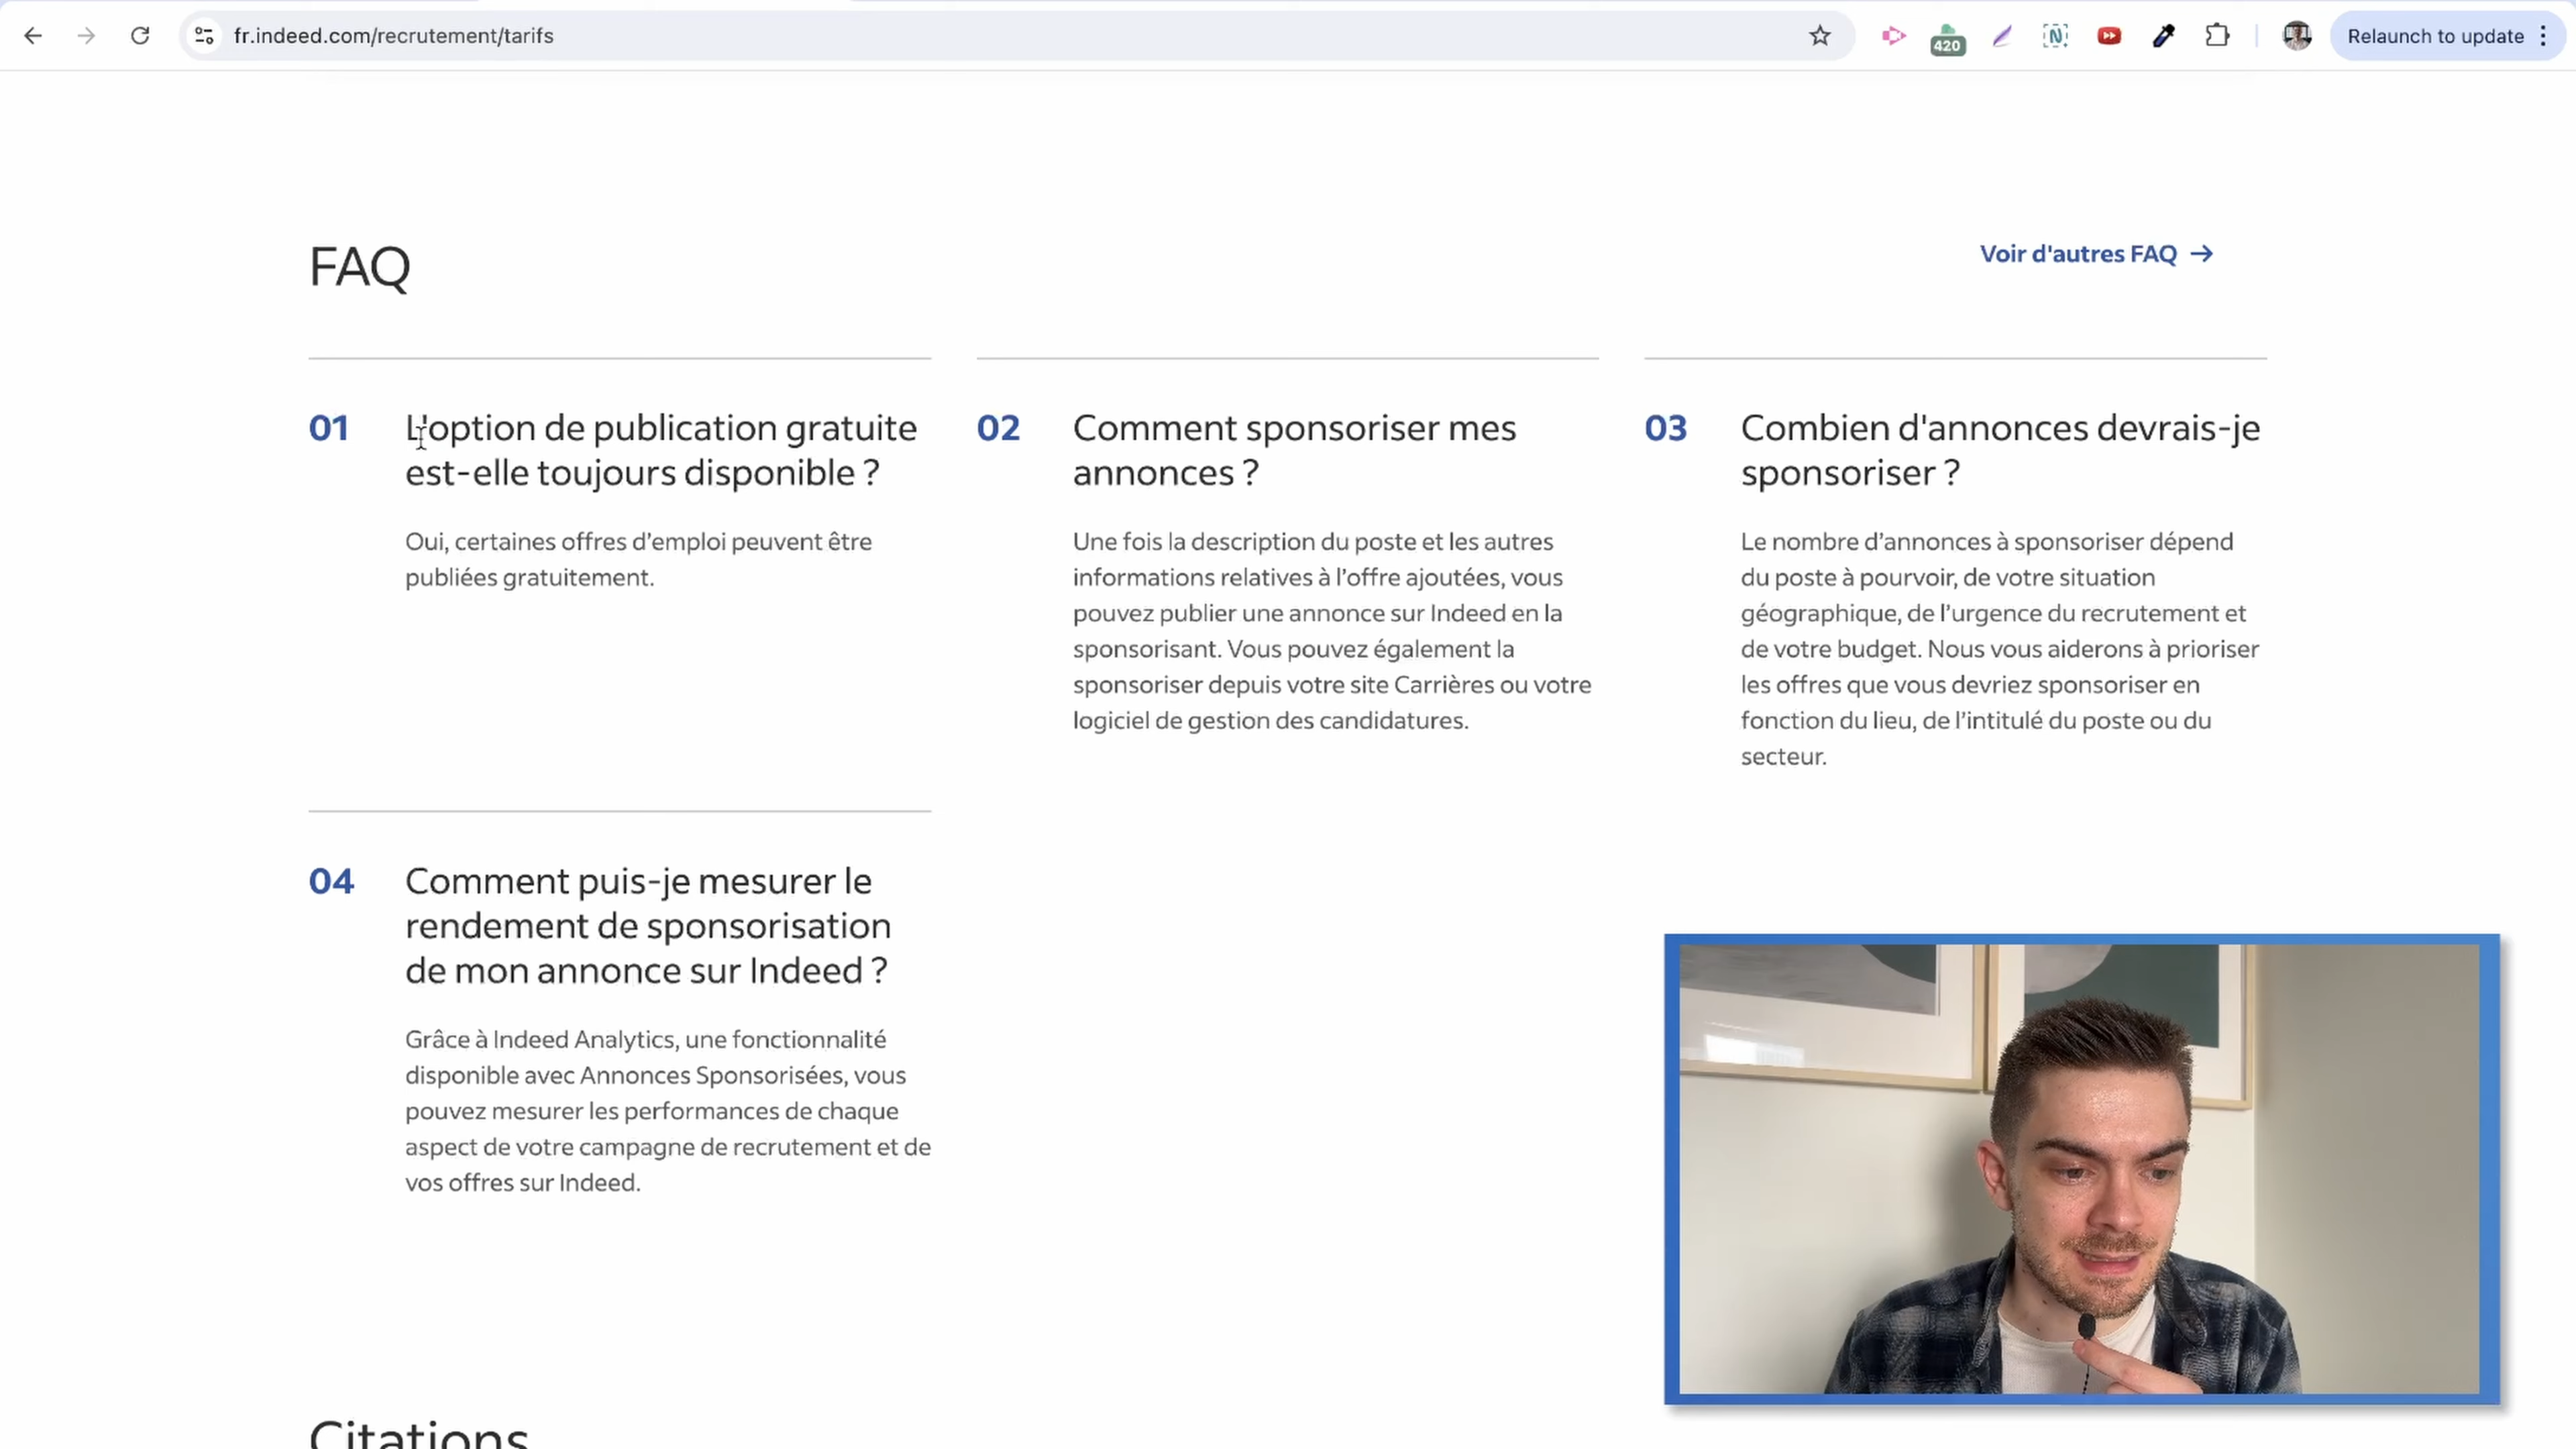 fr.indeed.com/recrutement/tarifs
420
Relaunch to update
FAQ
Voir d'autres FAQ →
01
L'option de publication gratuite
est-elle toujours disponible ?
Oui, certaines offres d’emploi peuvent être
publiées gratuitement.
02
Comment sponsoriser mes
annonces ?
Une fois la description du poste et les autres
informations relatives à l’offre ajoutées, vous
pouvez publier une annonce sur Indeed en la
sponsorisant. Vous pouvez également la
sponsoriser depuis votre site Carrières ou votre
logiciel de gestion des candidatures.
03
Combien d'annonces devrais-je
sponsoriser ?
Le nombre d’annonces à sponsoriser dépend
du poste à pourvoir, de votre situation
géographique, de l’urgence du recrutement et
de votre budget. Nous vous aiderons à prioriser
les offres que vous devriez sponsoriser en
fonction du lieu, de l’intitulé du poste ou du
secteur.
04
Comment puis-je mesurer le
rendement de sponsorisation
de mon annonce sur Indeed ?
Grâce à Indeed Analytics, une fonctionnalité
disponible avec Annonces Sponsorisées, vous
pouvez mesurer les performances de chaque
aspect de votre campagne de recrutement et de
vos offres sur Indeed.
Citations